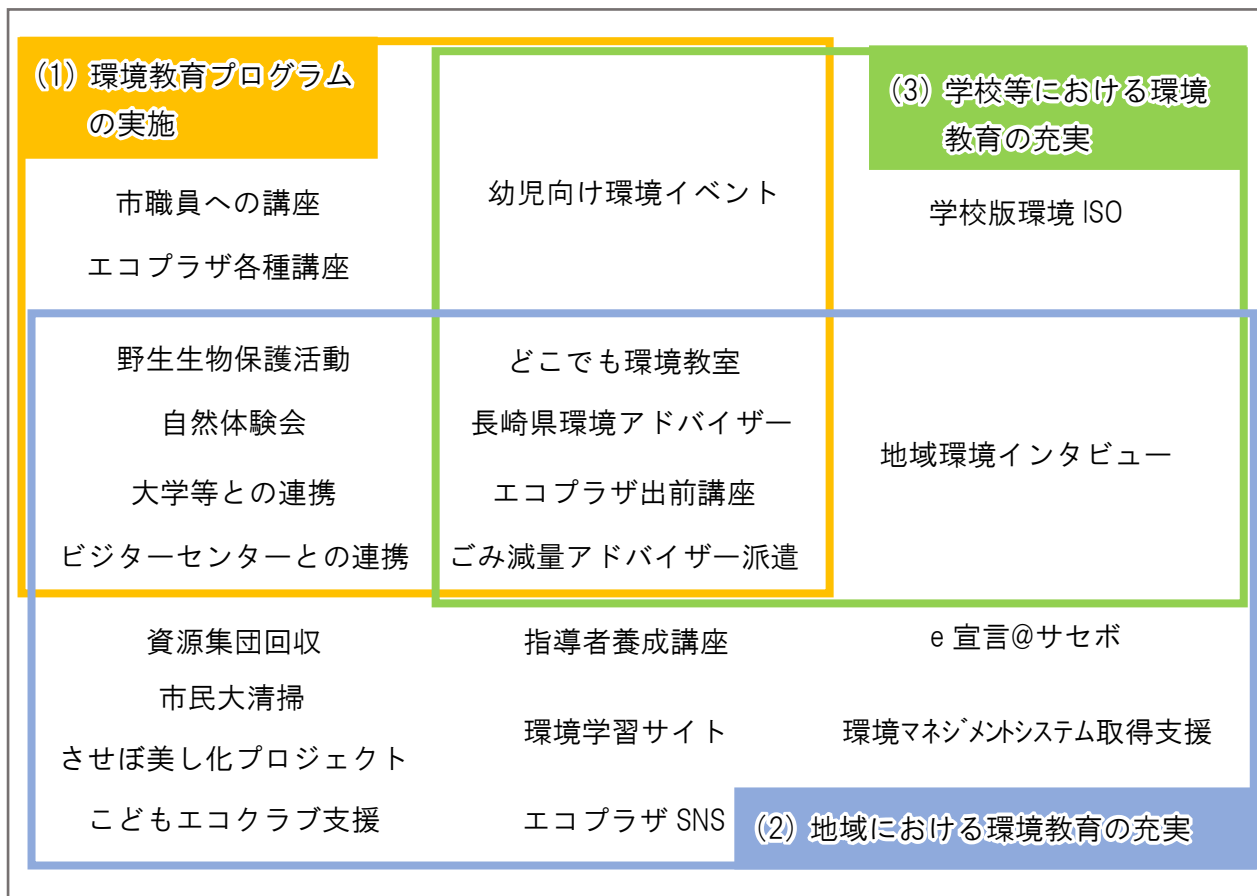 (1) 環境教育プログラム
の実施
(3) 学校等における環境
教育の充実
市職員への講座
エコプラザ各種講座
幼児向け環境イベント
学校版環境 ISO
野生生物保護活動
自然体験会
大学等との連携
ビジターセンターとの連携
どこでも環境教室
長崎県環境アドバイザー
エコプラザ出前講座
ごみ減量アドバイザー派遣
地域環境インタビュー
資源集団回収
市民大清掃
させぼ美し化プロジェクト
こどもエコクラブ支援
指導者養成講座
環境学習サイト
エコプラザ SNS
e 宣言@サセボ
環境マネジメントシステム取得支援
(2) 地域における環境教育の充実